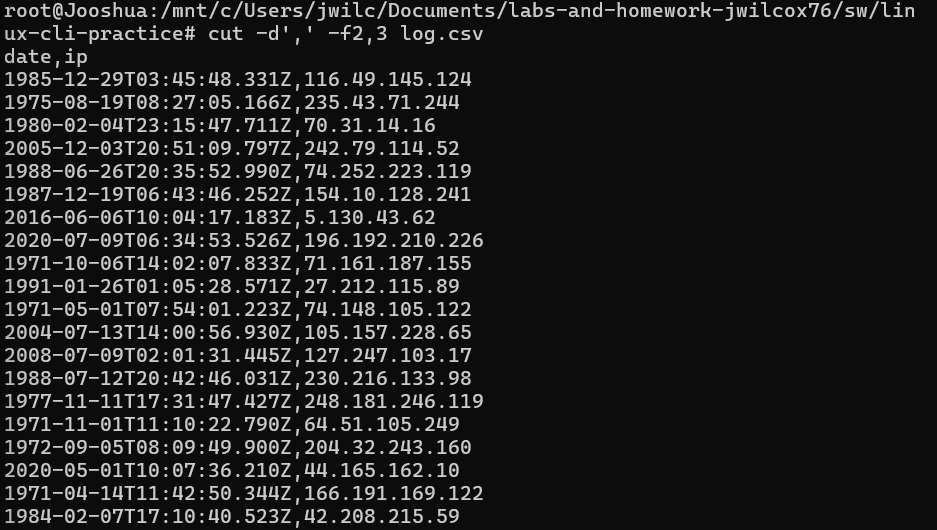 root@Jooshua:/mnt/c/Users/jwilc/Documents/labs-and-homework-jwilcox76/sw/lin
ux-cli-practice# cut -d',' -f2,3 log.csv
date,ip
1985-12-29T03:45:48.331Z,116.49.145.124
1975-08-19T08:27:05.166Z,235.43.71.244
1980-02-04T23:15:47.711Z,70.31.14.16
2005-12-03T20:51:09.797Z,242.79.114.52
1988-06-26T20:35:52.990Z,74.252.223.119
1987-12-19T06:43:46.252Z,154.10.128.241
2016-06-06T10:04:17.183Z,5.130.43.62
2020-07-09T06:34:53.526Z,196.192.210.226
1971-10-06T14:02:07.833Z,71.161.187.155
1991-01-26T01:05:28.571Z,27.212.115.89
1971-05-01T07:54:01.223Z,74.148.105.122
2004-07-13T14:00:56.930Z,105.157.228.65
2008-07-09T02:01:31.445Z,127.247.103.17
1988-07-12T20:42:46.031Z,230.216.133.98
1977-11-11T17:31:47.427Z,248.181.246.119
1971-11-01T11:10:22.790Z,64.51.105.249
1972-09-05T08:09:49.900Z,204.32.243.160
2020-05-01T10:07:36.210Z,44.165.162.10
1971-04-14T11:42:50.344Z,166.191.169.122
1984-02-07T17:10:40.523Z,42.208.215.59